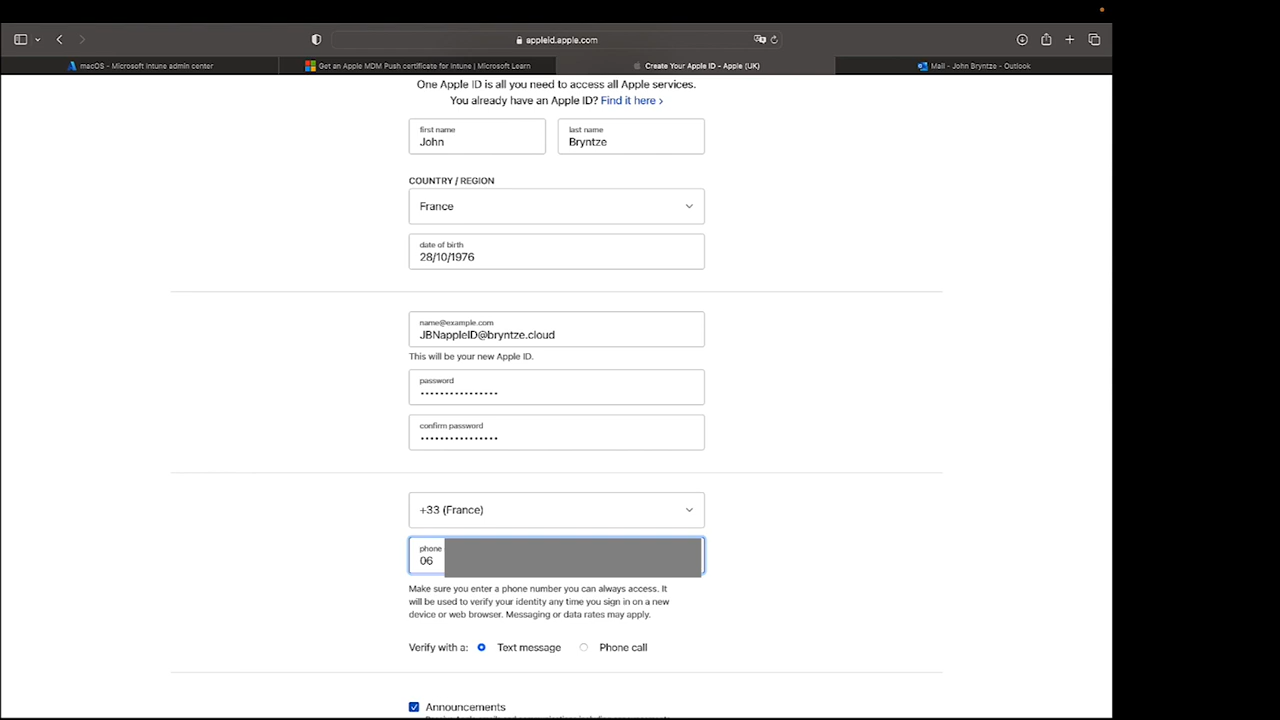 appleid.apple.com
macOS - Microsoft Intune admin center
Get an Apple MDM Push certificate for Intune | Microsoft Learn
Create Your Apple ID - Apple (UK)
Mail - John Bryntze - Outlook
One Apple ID is all you need to access all Apple services.
You already have an Apple ID? Find it here >
first name
John
last name
Bryntze
COUNTRY / REGION
France
date of birth
28/10/1976
name@example.com
JBNappleID@bryntze.cloud
This will be your new Apple ID.
password
••••••••••••••••
confirm password
••••••••••••••••
+33 (France)
phone
06
Make sure you enter a phone number you can always access. It
will be used to verify your identity any time you sign in on a new
device or web browser. Messaging or data rates may apply.
Verify with a: Text message Phone call
Announcements